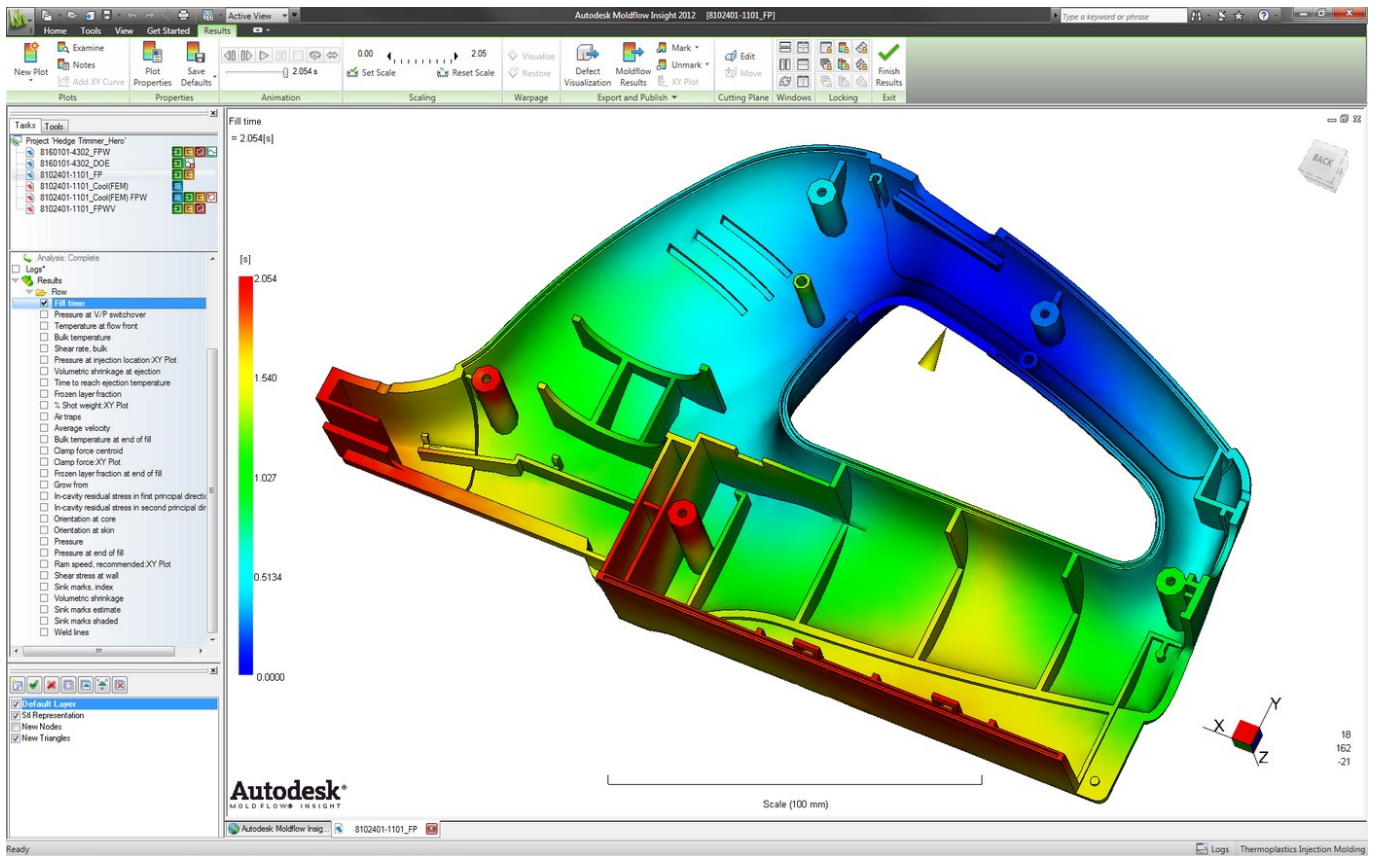 Active View
Autodesk Moldflow Insight 2012 [8102401-1101_FP]
Type a keyword or phrase
Home Tools View Get Started Results
New Plot
Examine
Notes
Add XY Curve
Plot Properties
Save Defaults
2.054 s
0.00 2.05
Set Scale Reset Scale
Visualize
Restore
Defect Visualization
Moldflow Results
Mark
Unmark
XY Plot
Edit
Move
Finish Results
Plots Properties Animation Scaling Warpage Export and Publish Cutting Plane Windows Locking Exit
Tasks Tools
Project 'Hedge Trimmer_Hero'
8160101-4302_FPW
8160101-4302_DOE
8102401-1101_FP
8102401-1101_Cool(FEM)
8102401-1101_Cool(FEM) FPW
8102401-1101_FPWV
Analysis: Complete
Logs*
Results
Flow
Fill time
Pressure at V/P switchover
Temperature at flow front
Bulk temperature
Shear rate, bulk
Pressure at injection location:XY Plot
Volumetric shrinkage at ejection
Time to reach ejection temperature
Frozen layer fraction
% Shot weight:XY Plot
Air traps
Average velocity
Bulk temperature at end of fill
Clamp force centroid
Clamp force:XY Plot
Frozen layer fraction at end of fill
Grow from
In-cavity residual stress in first principal directi
In-cavity residual stress in second principal dir
Orientation at core
Orientation at skin
Pressure
Pressure at end of fill
Ram speed, recommended:XY Plot
Shear stress at wall
Sink marks, index
Volumetric shrinkage
Sink marks estimate
Sink marks shaded
Weld lines
Default Layer
Stl Representation
New Nodes
New Triangles
Fill time
= 2.054[s]
[s]
2.054
1.540
1.027
0.5134
0.0000
BACK
X Y Z
18
162
-21
Scale (100 mm)
Autodesk®
MOLDFLOW® INSIGHT
Autodesk Moldflow Insig...
8102401-1101_FP
Ready
Logs Thermoplastics Injection Molding